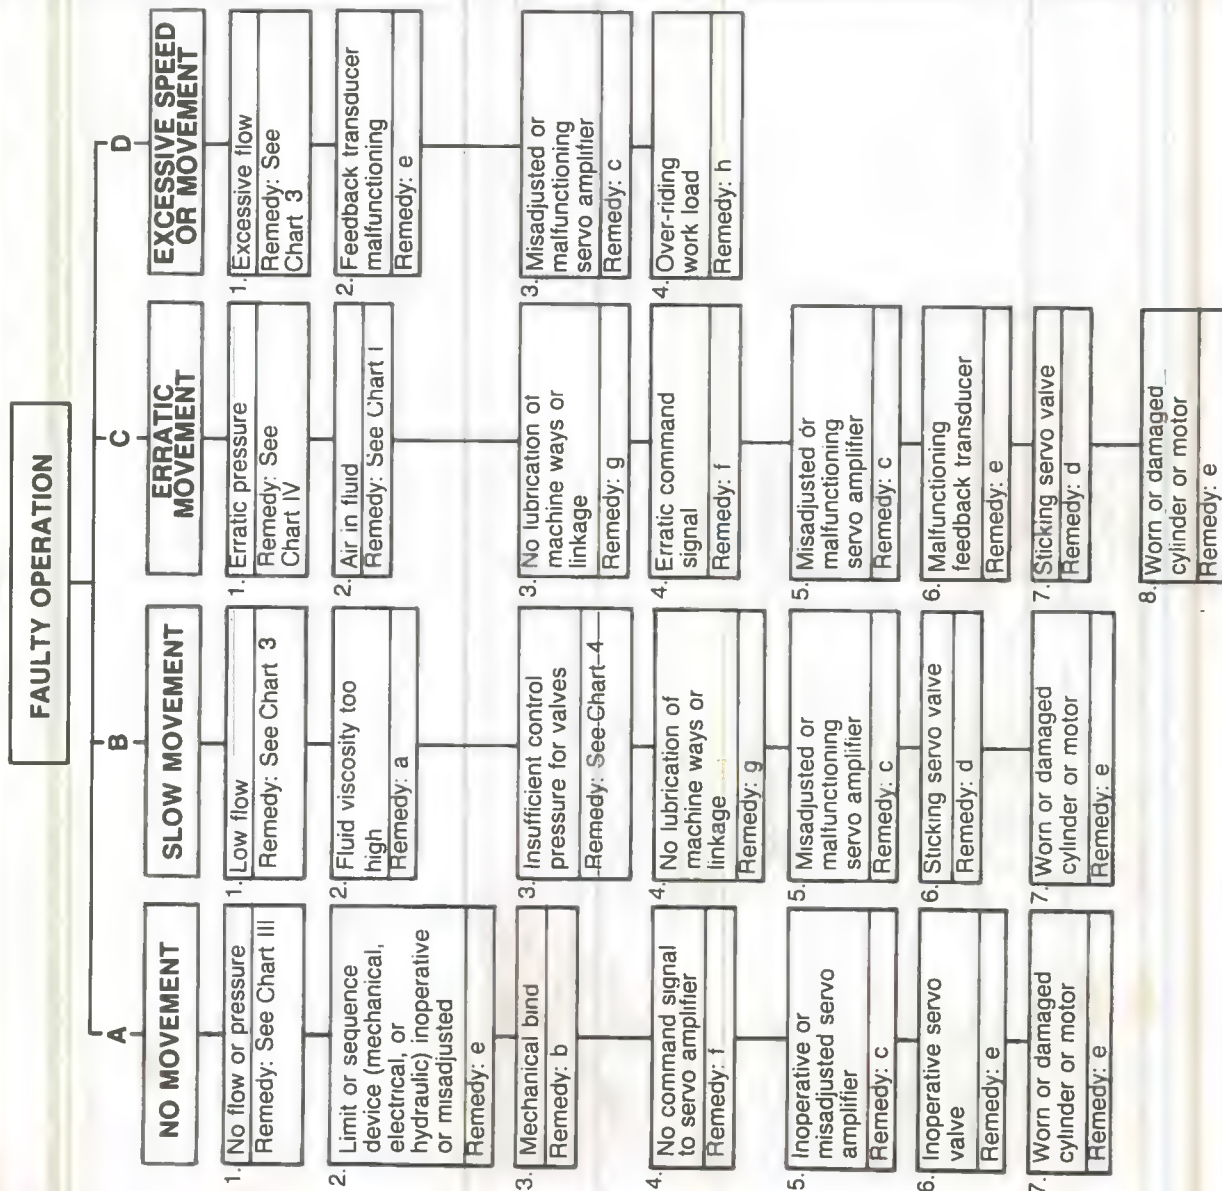 FAULTY OPERATION
A
NO MOVEMENT
1. No flow or pressure
Remedy: See Chart III
2. Limit or sequence
device (mechanical,
electrical, or
hydraulic) inoperative
or misadjusted
Remedy: e
3. Mechanical bind
Remedy: b
4. No command signal
to servo amplifier
Remedy: f
5. Inoperative or
misadjusted servo
amplifier
Remedy: c
6. Inoperative servo
valve
Remedy: e
7. Worn or damaged
cylinder or motor
Remedy: e
B
SLOW MOVEMENT
1. Low flow
Remedy: See Chart 3
2. Fluid viscosity too
high
Remedy: a
3. Insufficient control
pressure for valves
Remedy: See Chart 4
4. No lubrication of
machine ways or
linkage
Remedy: g
5. Misadjusted or
malfunctioning
servo amplifier
Remedy: c
6. Sticking servo valve
Remedy: d
7. Worn or damaged
cylinder or motor
Remedy: e
C
ERRATIC
MOVEMENT
1. Erratic pressure
Remedy: See
Chart IV
2. Air in fluid
Remedy: See Chart I
3. No lubrication of
machine ways or
linkage
Remedy: g
4. Erratic command
signal
Remedy: f
5. Misadjusted or
malfunctioning
servo amplifier
Remedy: c
6. Malfunctioning
feedback transducer
Remedy: e
7. Sticking servo valve
Remedy: d
8. Worn or damaged
cylinder or motor
Remedy: e
D
EXCESSIVE SPEED
OR MOVEMENT
1. Excessive flow
Remedy: See
Chart 3
2. Feedback transducer
malfunctioning
Remedy: e
3. Misadjusted or
malfunctioning
servo amplifier
Remedy: c
4. Over-riding
work load
Remedy: h